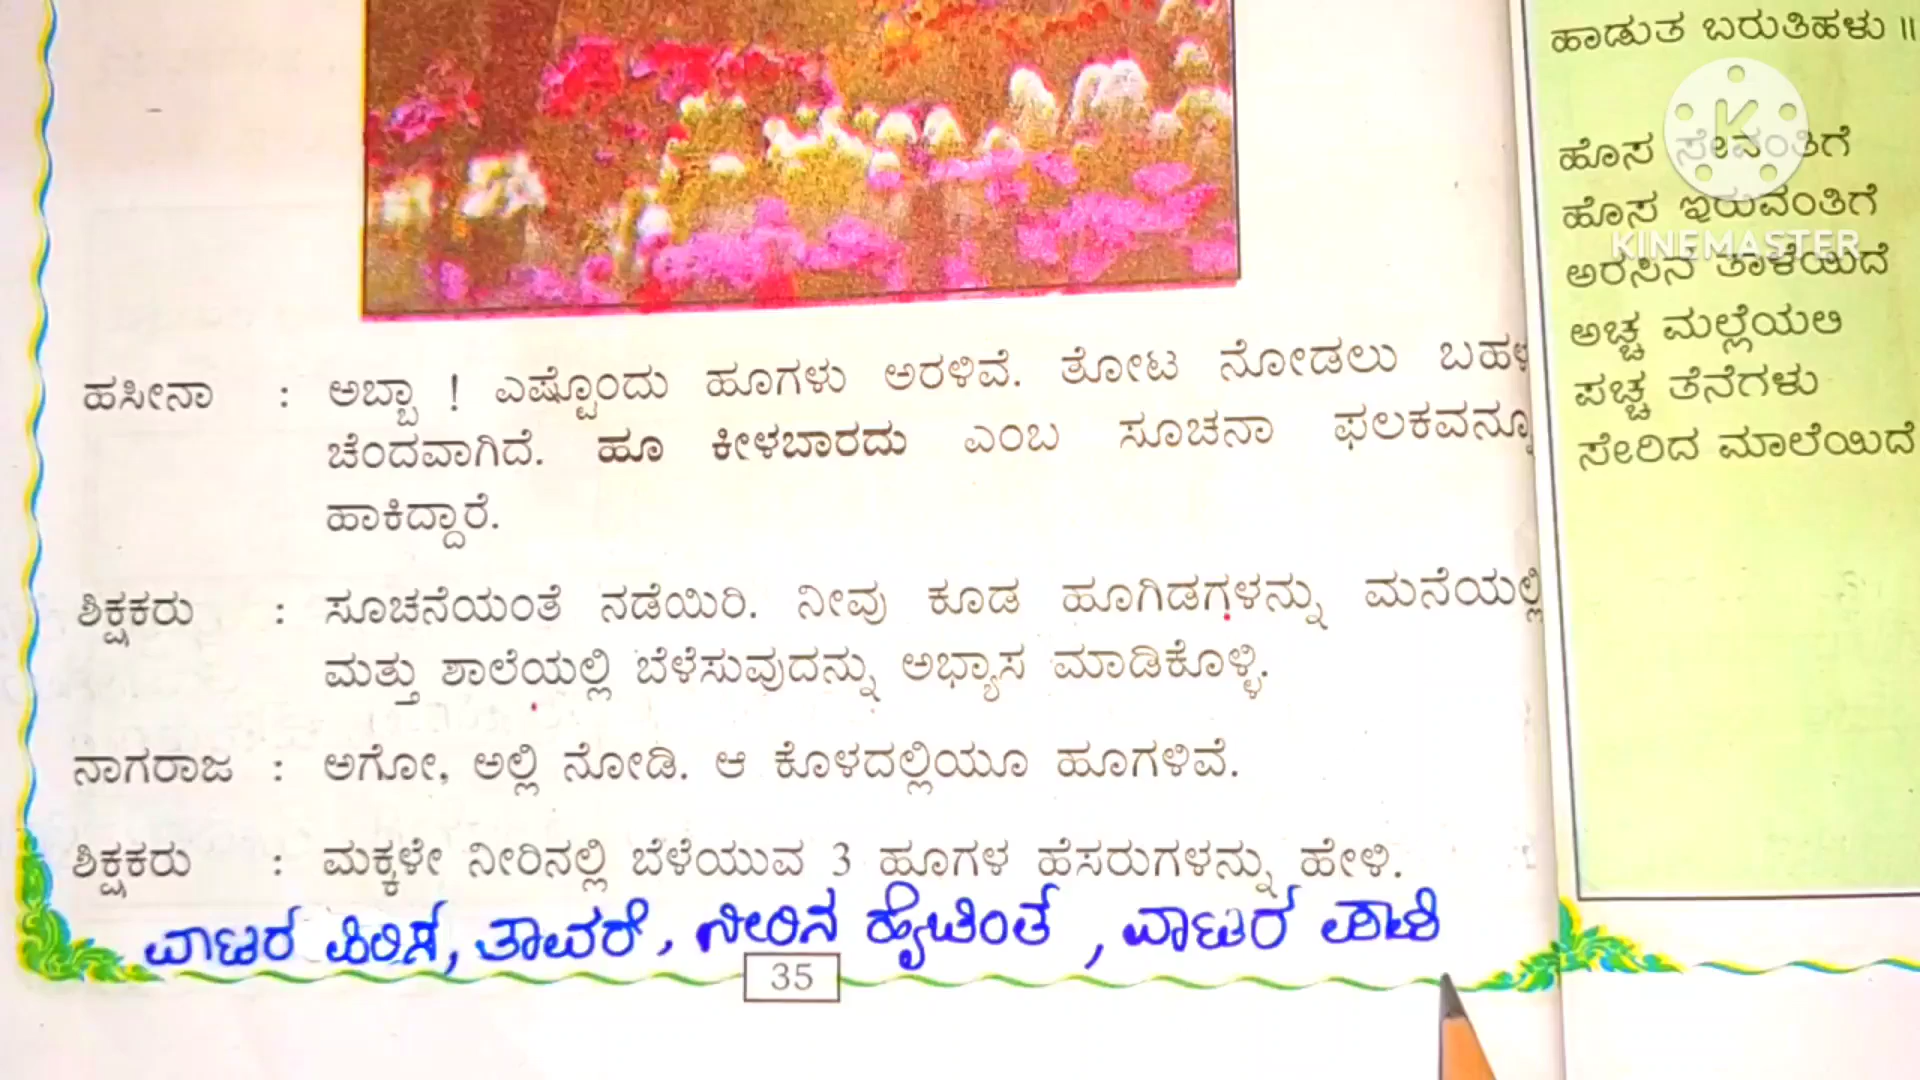 ಹಸೀನಾ : ಅಬ್ಬಾ ! ಎಷ್ಟೊಂದು ಹೂಗಳು ಅರಳಿವೆ. ತೋಟ ನೋಡಲು ಬಹಳ
ಚೆಂದವಾಗಿದೆ. ಹೂ ಕೀಳಬಾರದು ಎಂಬ ಸೂಚನಾ ಫಲಕವನ್ನೂ
ಹಾಕಿದ್ದಾರೆ.
ಶಿಕ್ಷಕರು : ಸೂಚನೆಯಂತೆ ನಡೆಯಿರಿ. ನೀವು ಕೂಡ ಹೂಗಿಡಗಳನ್ನು ಮನೆಯಲ್ಲಿ
ಮತ್ತು ಶಾಲೆಯಲ್ಲಿ ಬೆಳೆಸುವುದನ್ನು ಅಭ್ಯಾಸ ಮಾಡಿಕೊಳ್ಳಿ.
ನಾಗರಾಜ : ಅಗೋ, ಅಲ್ಲಿ ನೋಡಿ. ಆ ಕೊಳದಲ್ಲಿಯೂ ಹೂಗಳಿವೆ.
ಶಿಕ್ಷಕರು : ಮಕ್ಕಳೇ ನೀರಿನಲ್ಲಿ ಬೆಳೆಯುವ 3 ಹೂಗಳ ಹೆಸರುಗಳನ್ನು ಹೇಳಿ.
ವಾಟರ , ತಾವರೆ, ನೀರಿನ ಹೈಟಿಂತ್ , ವಾಟರ
35
ಹಾಡುತ ಬರುತಿಹಳು ॥
ಹೊಸ ಸೇವಂತಿಗೆ
ಹೊಸ ಇರುವಂತಿಗೆ
ಅರಸಿನ ತಾಳೆಯಿದೆ
ಅಚ್ಚ ಮಲ್ಲೆಯಲಿ
ಪಚ್ಚ ತೆನೆಗಳು
ಸೇರಿದ ಮಾಲೆಯಿದೆ
KINEMASTER